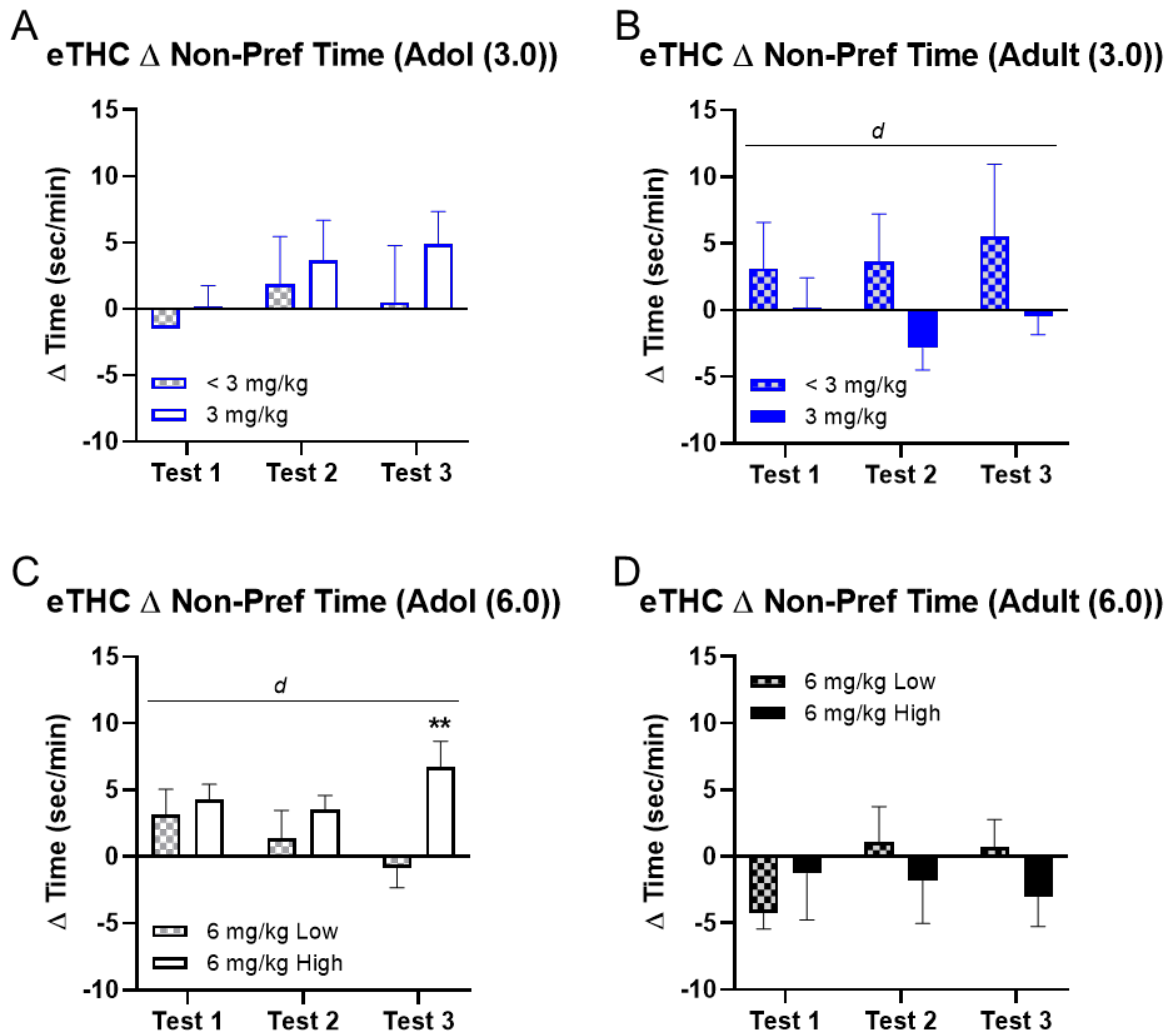 A
eTHC Δ Non-Pref Time (Adol (3.0))
Δ Time (sec/min)
15
10
5
0
-5
-10
< 3 mg/kg
3 mg/kg
Test 1 Test 2 Test 3
B
eTHC Δ Non-Pref Time (Adult (3.0))
Δ Time (sec/min)
15
10
5
0
-5
-10
d
< 3 mg/kg
3 mg/kg
Test 1 Test 2 Test 3
C
eTHC Δ Non-Pref Time (Adol (6.0))
Δ Time (sec/min)
15
10
5
0
-5
-10
d
**
6 mg/kg Low
6 mg/kg High
Test 1 Test 2 Test 3
D
eTHC Δ Non-Pref Time (Adult (6.0))
Δ Time (sec/min)
15
10
5
0
-5
-10
6 mg/kg Low
6 mg/kg High
Test 1 Test 2 Test 3